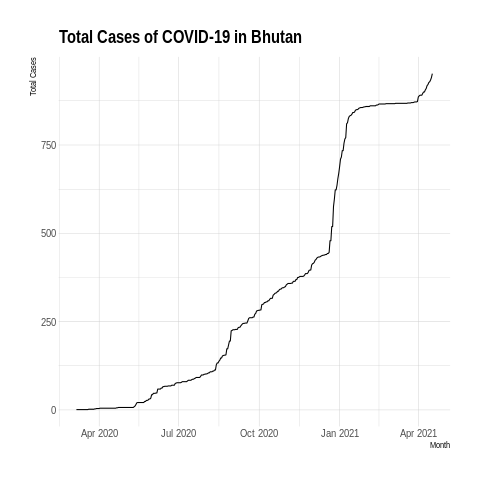 Total Cases of COVID-19 in Bhutan
Total Cases
750
500
250
0
Apr 2020 Jul 2020 Oct 2020 Jan 2021 Apr 2021
Month